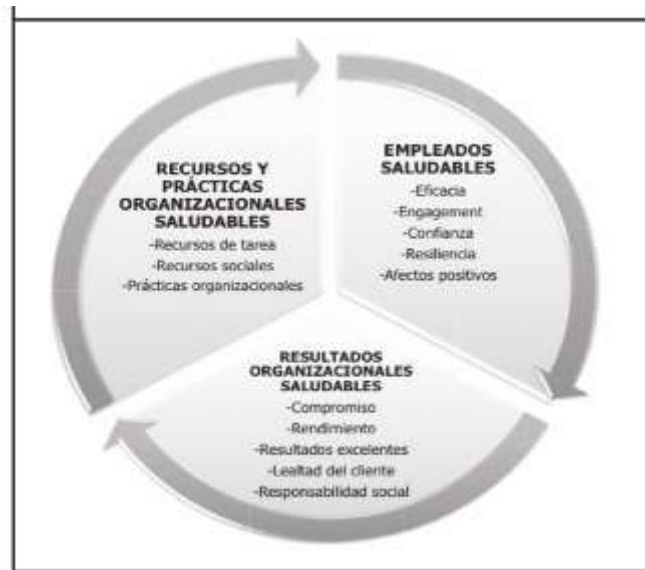 RECURSOS Y
PRÁCTICAS
ORGANIZACIONALES
SALUDABLES
-Recursos de tarea
-Recursos sociales
-Prácticas organizacionales
EMPLEADOS
SALUDABLES
-Eficacia
-Engagement
-Confianza
-Resiliencia
-Afectos positivos
RESULTADOS
ORGANIZACIONALES
SALUDABLES
-Compromiso
-Rendimiento
-Resultados excelentes
-Lealtad del cliente
-Responsabilidad social